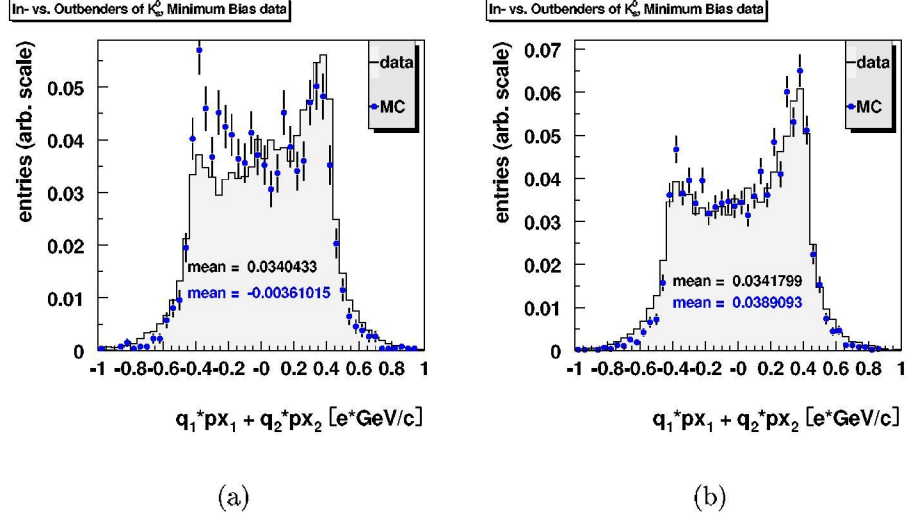 In- vs. Outbenders of K⁰ₛ, Minimum Bias data
entries (arb. scale)
0.05
0.04
0.03
0.02
0.01
0
data
MC
mean = 0.0340433
mean = -0.00361015
-1 -0.8-0.6-0.4-0.2 -0 0.2 0.4 0.6 0.8 1
q₁*px₁ + q₂*px₂ [e*GeV/c]
(a)
In- vs. Outbenders of K⁰ₛ, Minimum Bias data
entries (arb. scale)
0.07
0.06
0.05
0.04
0.03
0.02
0.01
0
data
MC
mean = 0.0341799
mean = 0.0389093
-1 -0.8-0.6-0.4-0.2 -0 0.2 0.4 0.6 0.8 1
q₁*px₁ + q₂*px₂ [e*GeV/c]
(b)